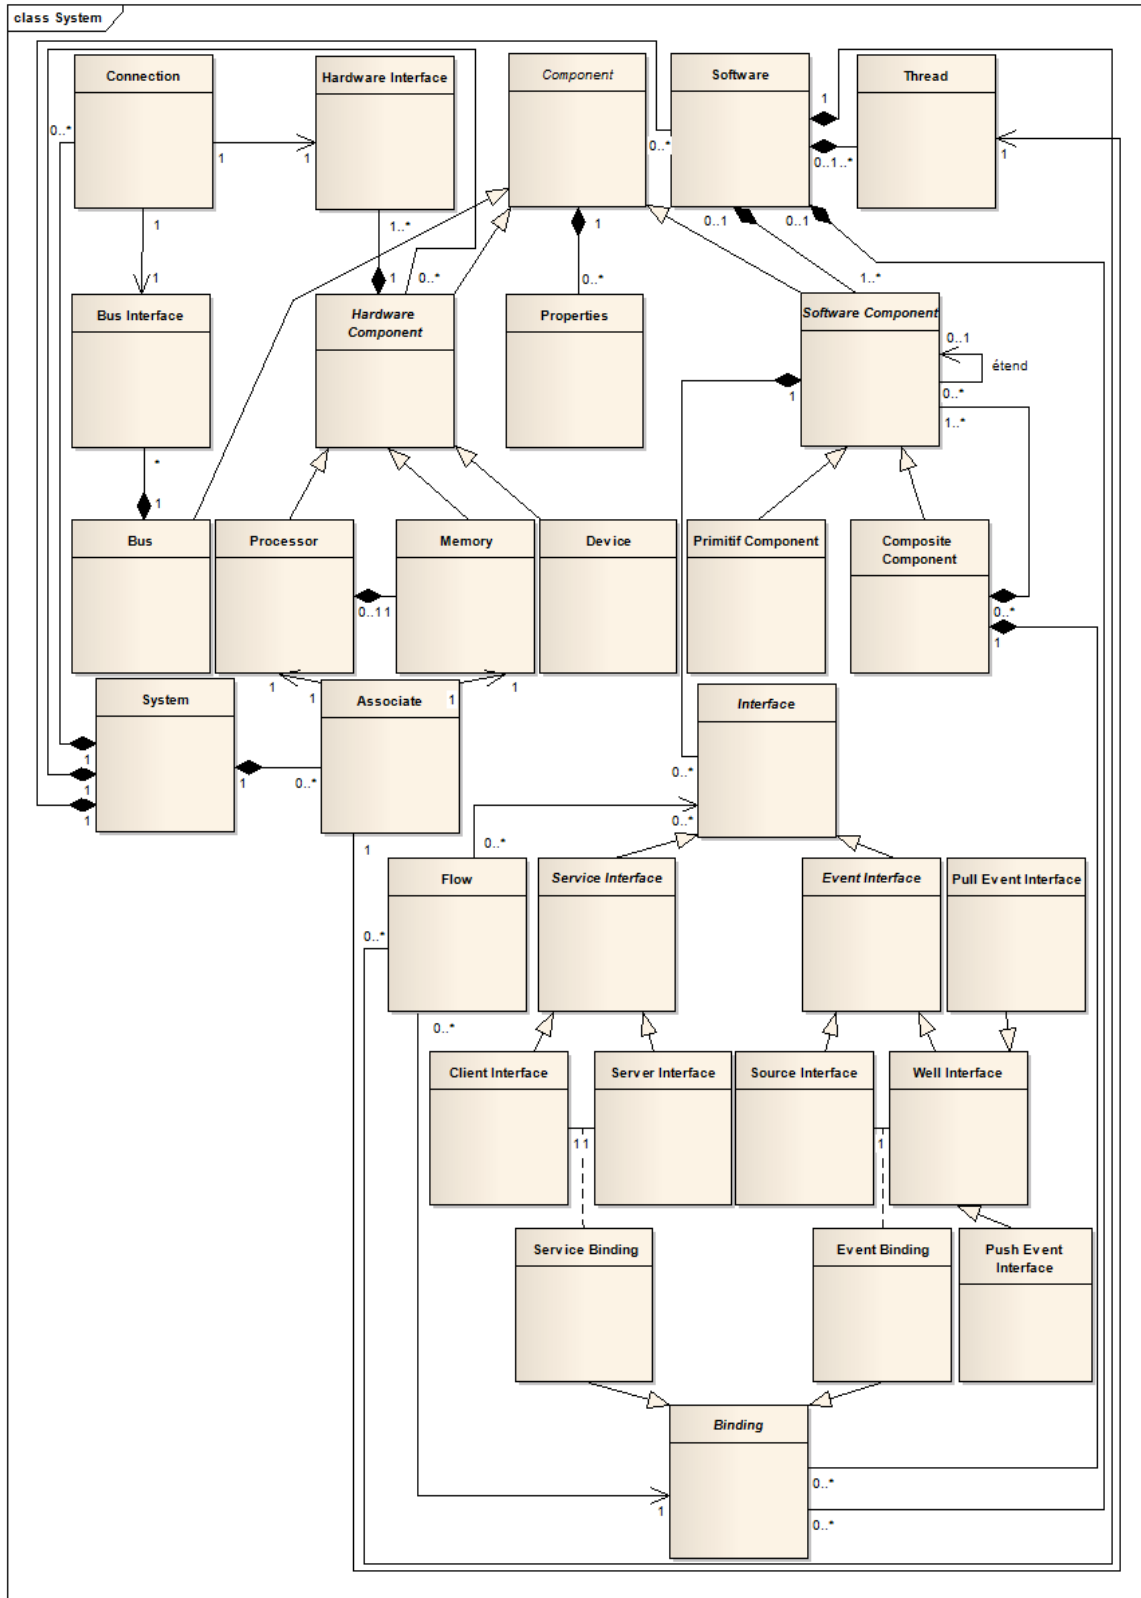 class System
Connection
Hardware Interface
Component
Software
Thread
1
0..*
0..*
1
1
0..1..*
1
1
1..*
1
0..1
0..1
1
1
0..*
0..*
1..*
Bus Interface
Hardware
Component
Properties
Software Component
0..1
étend
1
0..*
1..*
*
1
Bus
Processor
Memory
Device
Primitif Component
Composite
Component
0..1 1
0..*
1
1
1
1
1
System
Associate
Interface
1
1
1
1
0..*
0..*
0..*
1
0..*
Flow
Service Interface
Event Interface
Pull Event Interface
0..*
0..*
Client Interface
Server Interface
Source Interface
Well Interface
1 1
1
Service Binding
Event Binding
Push Event
Interface
Binding
0..*
1
0..*